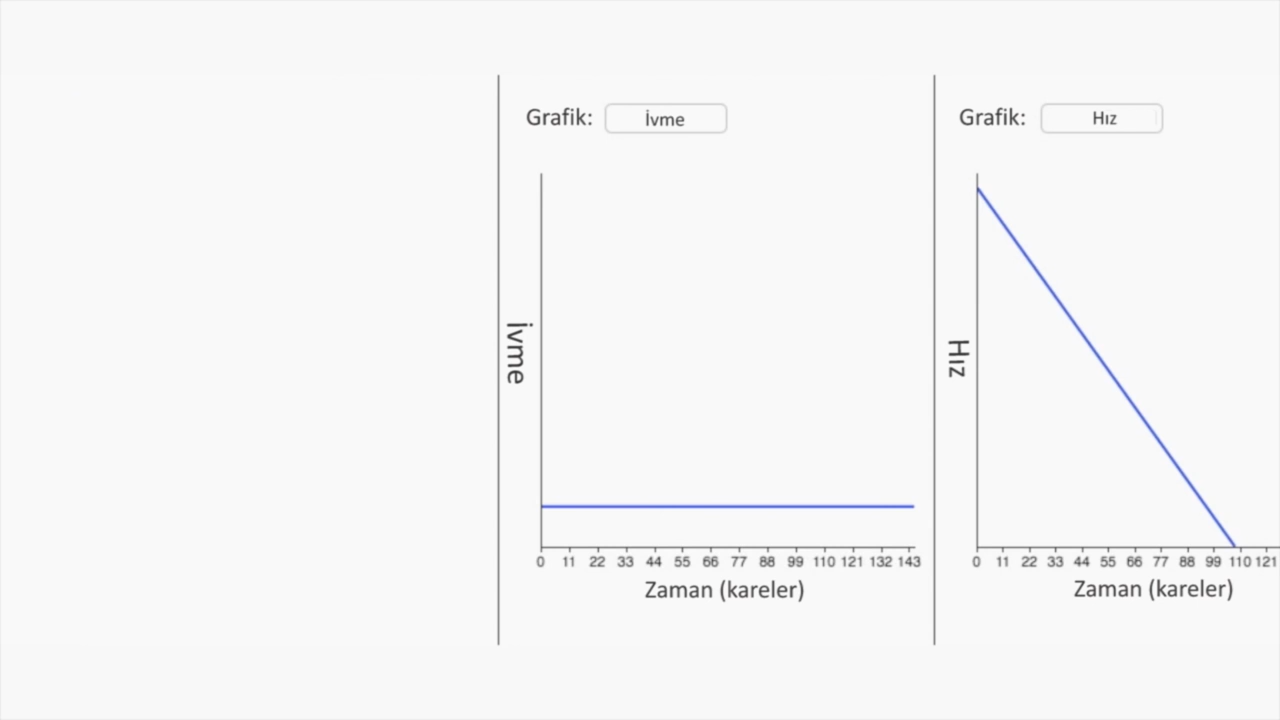 Grafik: İvme
İvme
0 11 22 33 44 55 66 77 88 99 110 121 132 143
Zaman (kareler)
Grafik: Hız
Hız
0 11 22 33 44 55 66 77 88 99 110 121
Zaman (kareler)